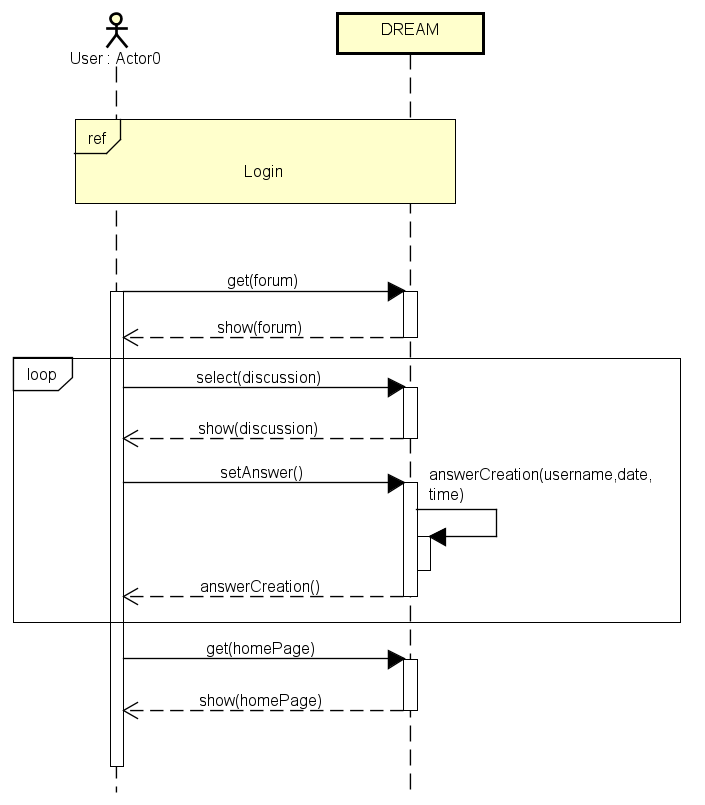 User : Actor0
DREAM
ref
Login
get(forum)
show(forum)
loop
select(discussion)
show(discussion)
setAnswer()
answerCreation(username,date,
time)
answerCreation()
get(homePage)
show(homePage)